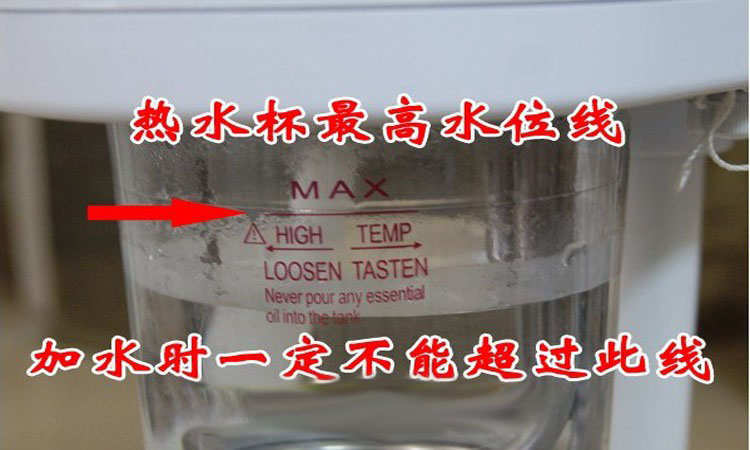 热水杯最高水位线
MAX
HIGH TEMP
LOOSEN TASTEN
Never pour any essential
oil into the tank
加水时一定不能超过此线